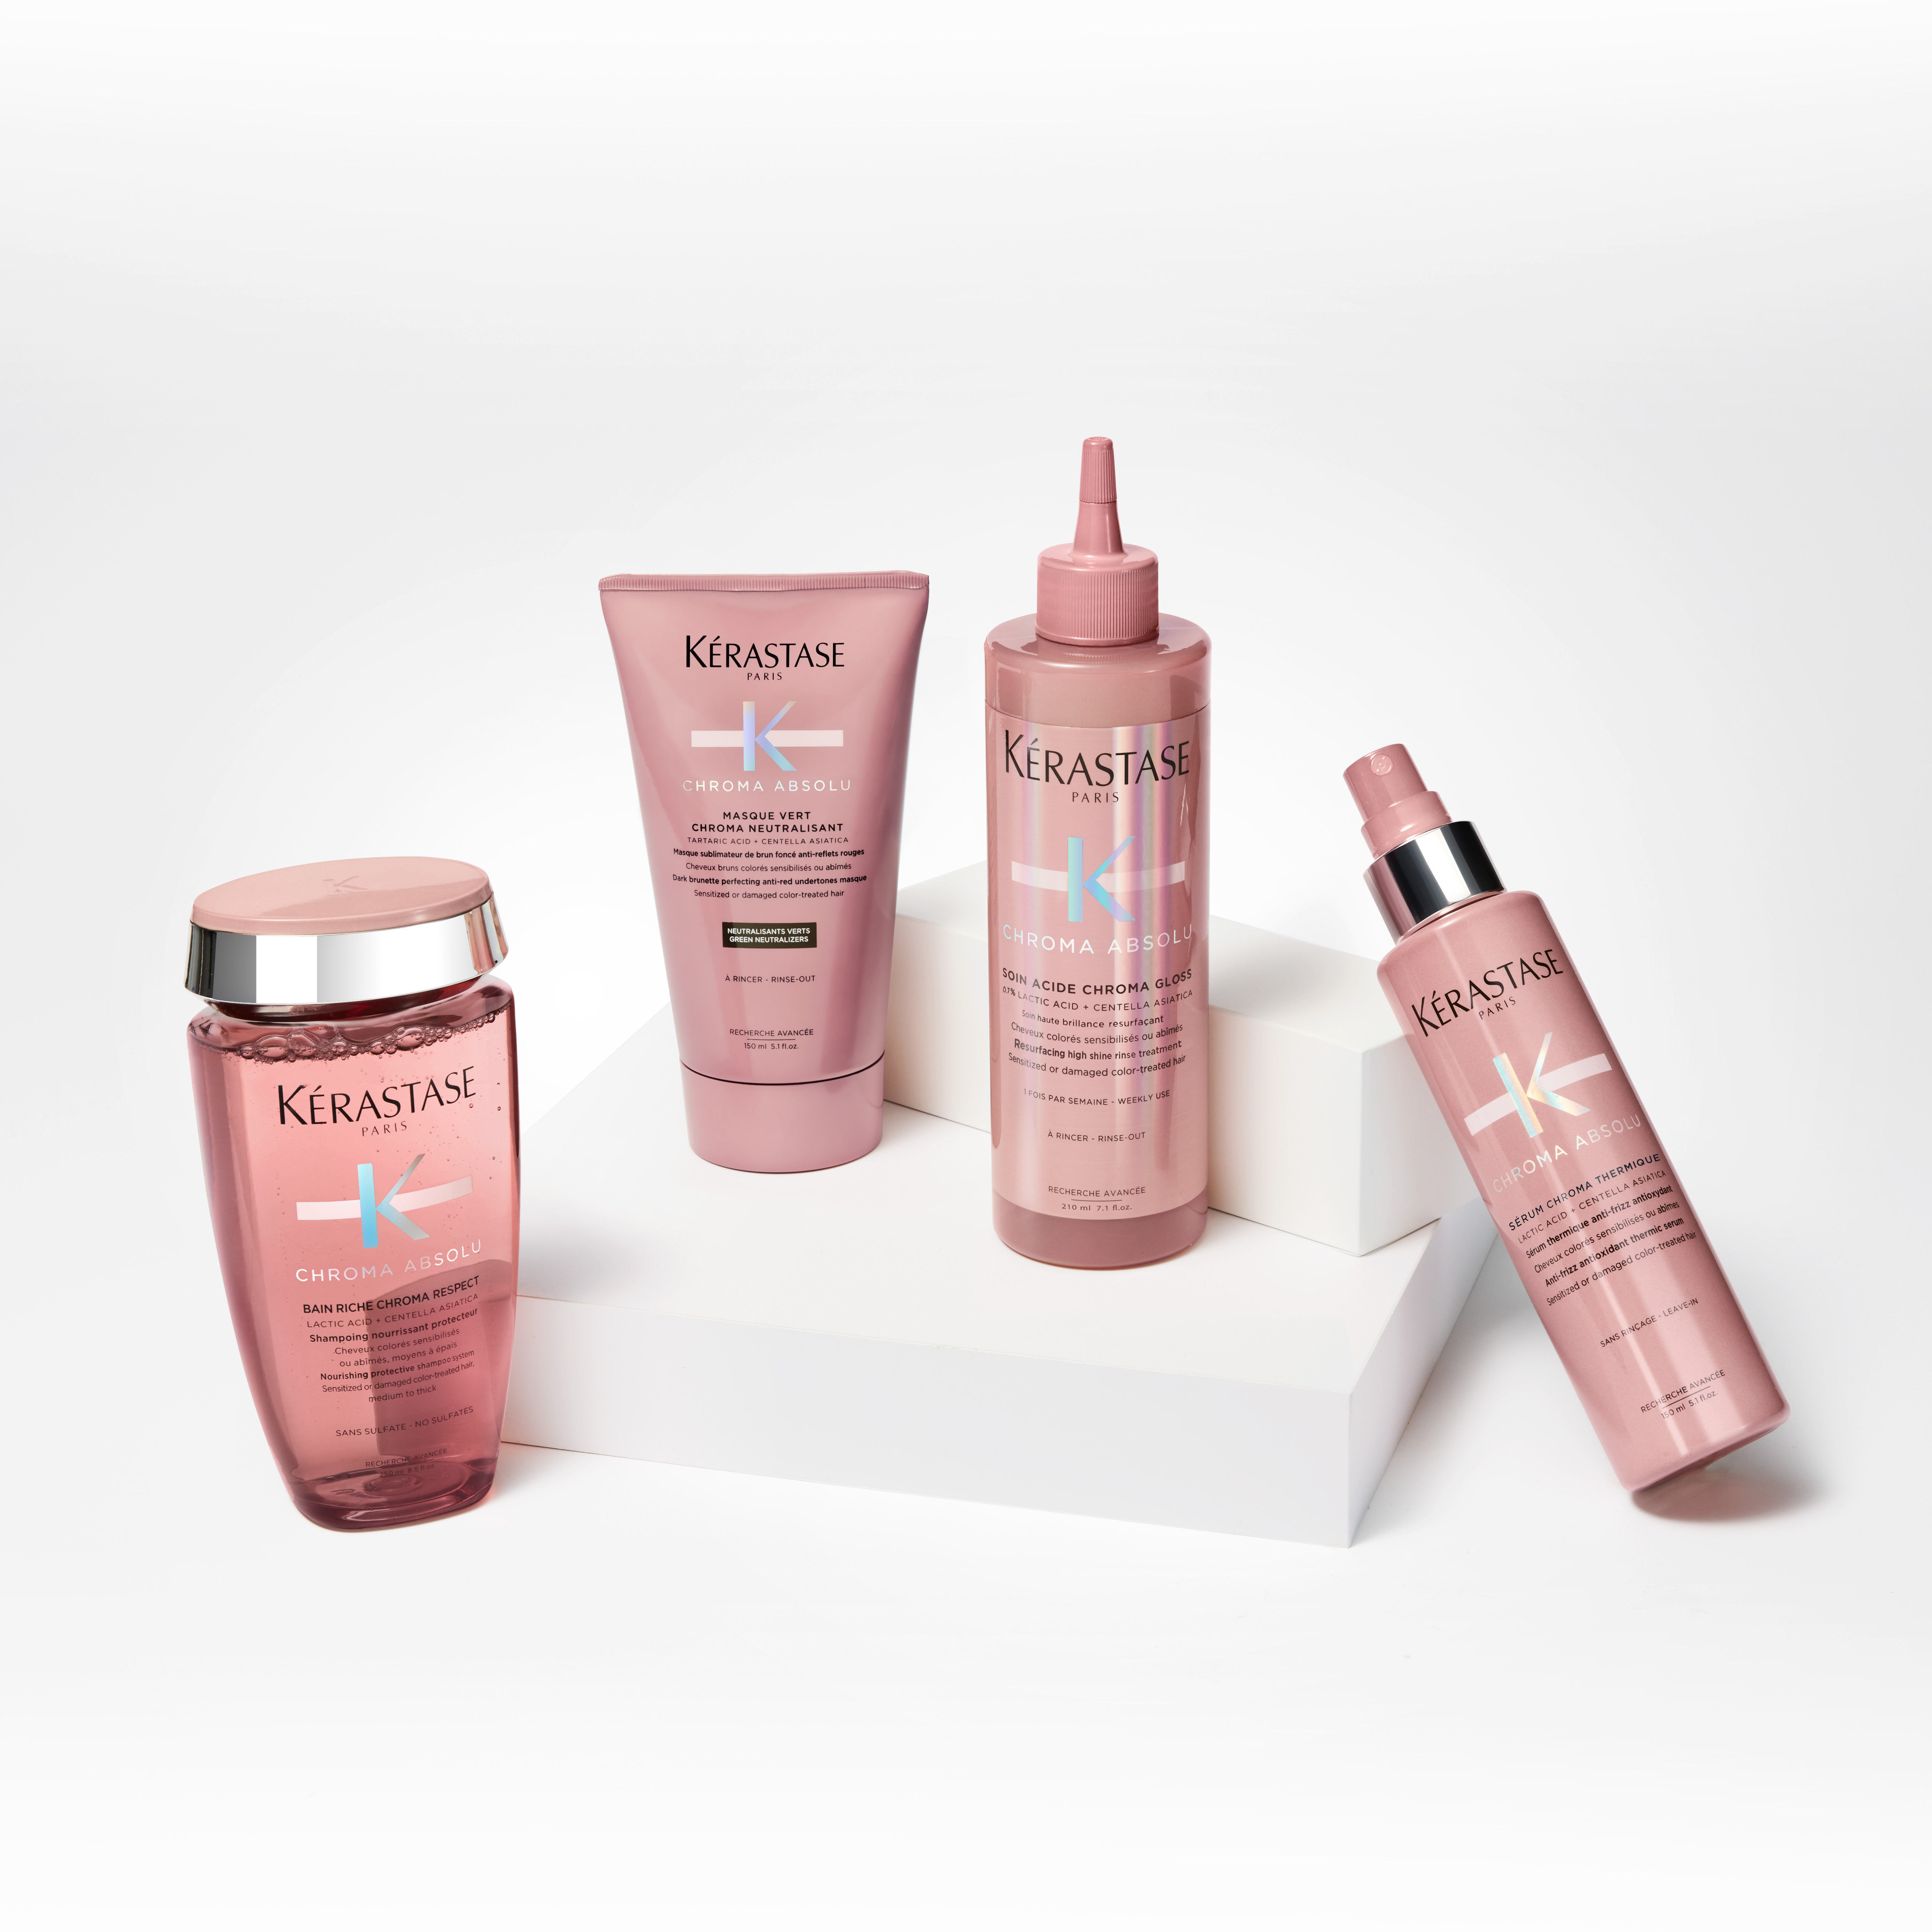 KÉRASTASE
PARIS
K
CHROMA ABSOLU
BAIN RICHE CHROMA RESPECT
LACTIC ACID + CENTELLA ASIATICA
Shampoing nourrissant protecteur
Cheveux colorés sensibilisés
ou abîmés, moyens à épais
Nourishing protective shampoo system
Sensitized or damaged color-treated hair,
medium to thick
SANS SULFATE - NO SULFATES
RECHERCHE AVANCÉE
KÉRASTASE
PARIS
K
CHROMA ABSOLU
MASQUE VERT
CHROMA NEUTRALISANT
TARTARIC ACID + CENTELLA ASIATICA
Masque sublimateur de brun foncé anti-reflets rouges
Cheveux bruns colorés sensibilisés ou abîmés
Dark brunette perfecting anti-red undertones masque
Sensitized or damaged color-treated hair
NEUTRALISANTS VERTS
GREEN NEUTRALIZERS
À RINCER - RINSE-OUT
RECHERCHE AVANCÉE
150 ml 5.1 fl.oz.
KÉRASTASE
PARIS
K
CHROMA ABSOLU
SOIN ACIDE CHROMA GLOSS
0.7% LACTIC ACID + CENTELLA ASIATICA
Soin haute brillance resurfaçant
Cheveux colorés sensibilisés ou abîmés
Resurfacing high shine rinse treatment
Sensitized or damaged color-treated hair
1 FOIS PAR SEMAINE - WEEKLY USE
À RINCER - RINSE-OUT
RECHERCHE AVANCÉE
210 ml 7.1 fl.oz.
KÉRASTASE
PARIS
K
CHROMA ABSOLU
SÉRUM CHROMA THERMIQUE
LACTIC ACID + CENTELLA ASIATICA
Sérum thermique anti-frizz antioxydant
Cheveux colorés sensibilisés ou abîmés
Anti-frizz antioxidant thermic serum
Sensitized or damaged color-treated hair
SANS RINÇAGE - LEAVE-IN
RECHERCHE AVANCÉE
150 ml 5.1 fl.oz.